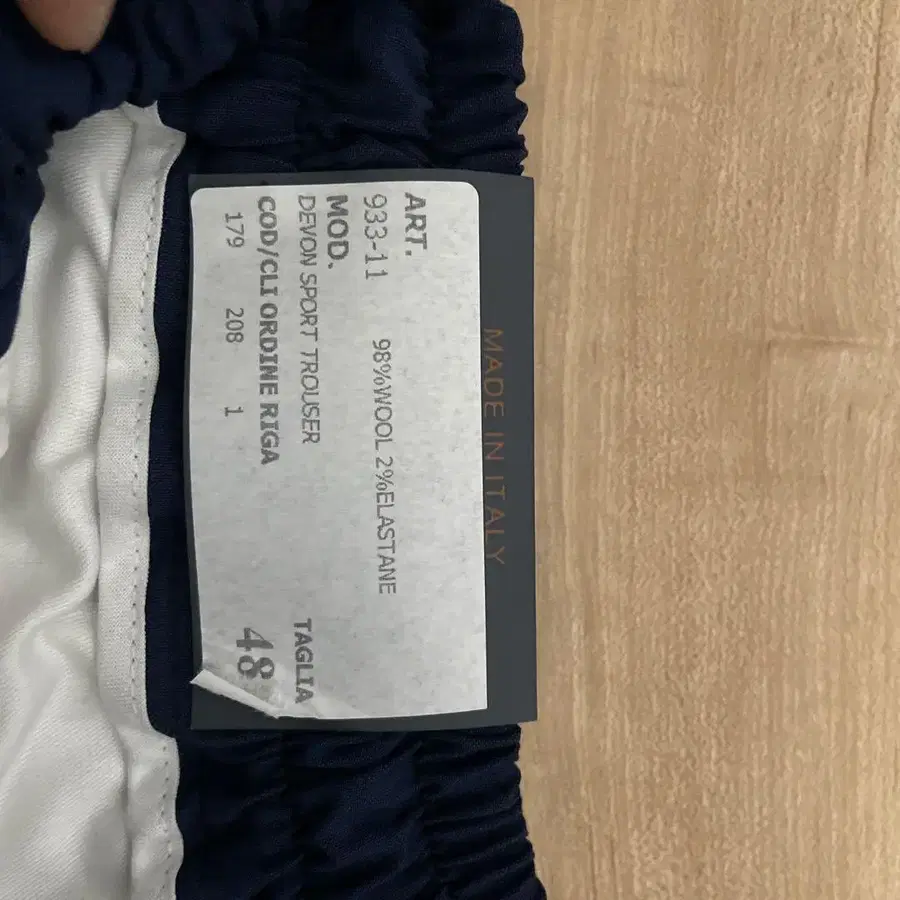 MADE IN ITALY
ART.
933-11 98%WOOL 2%ELASTANE
MOD.
DEVON SPORT TROUSER TAGLIA
COD/CLI ORDINE RIGA 48
179 208 1